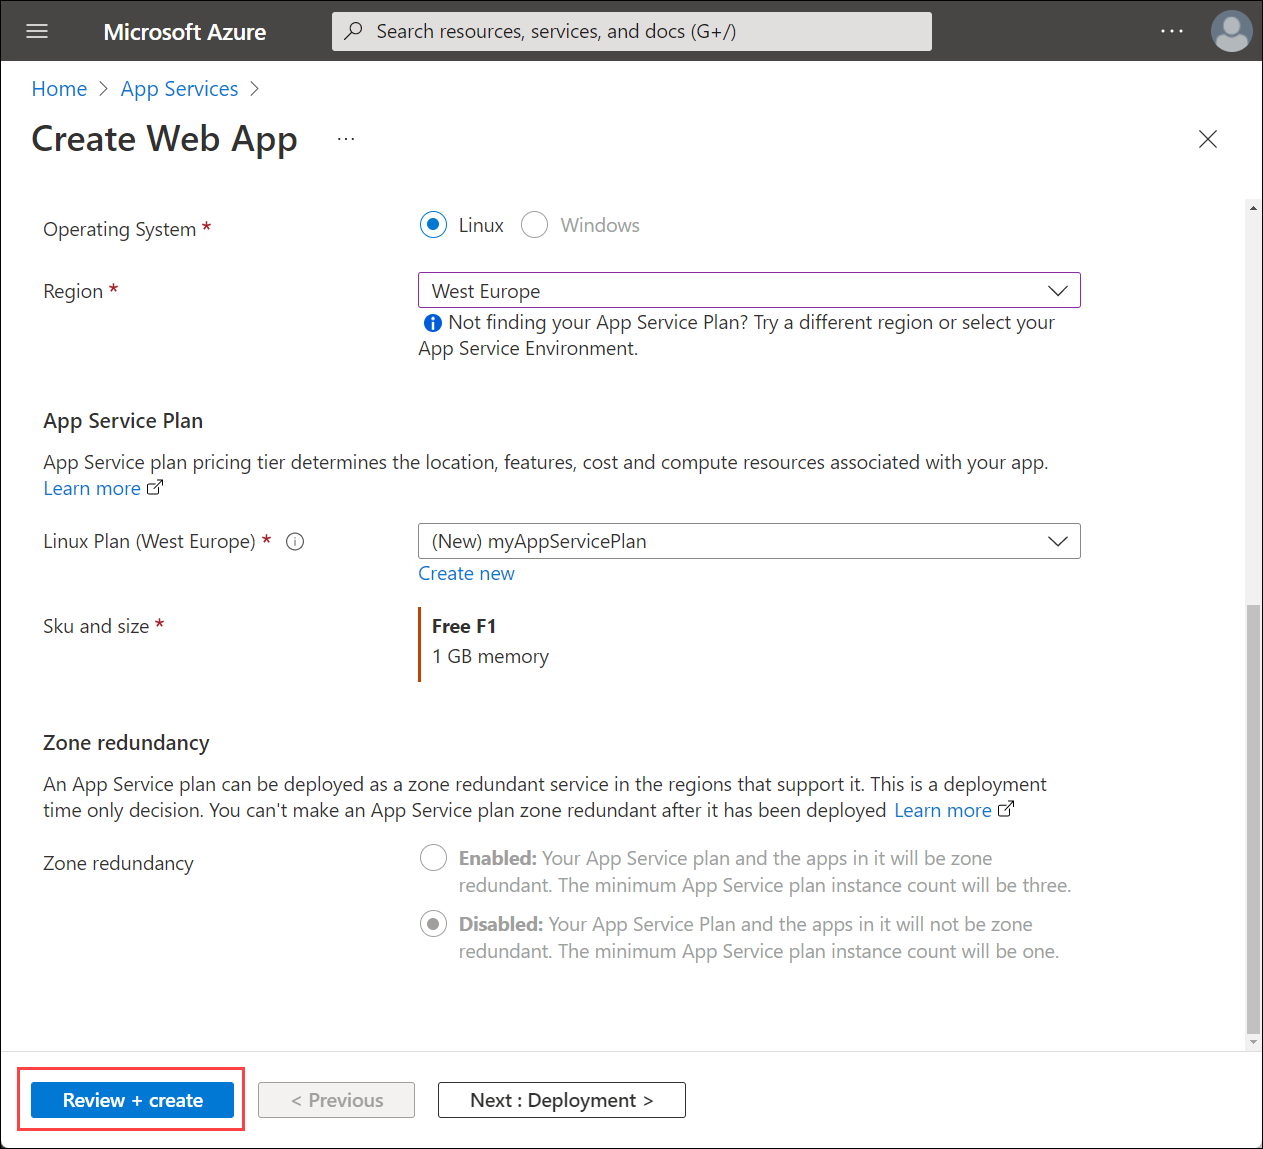 Microsoft Azure
Search resources, services, and docs (G+/)
Home > App Services >
Create Web App
Operating System *
Linux
Windows
Region *
West Europe
Not finding your App Service Plan? Try a different region or select your
App Service Environment.
App Service Plan
App Service plan pricing tier determines the location, features, cost and compute resources associated with your app.
Learn more
Linux Plan (West Europe) *
(New) myAppServicePlan
Create new
Sku and size *
Free F1
1 GB memory
Zone redundancy
An App Service plan can be deployed as a zone redundant service in the regions that support it. This is a deployment
time only decision. You can't make an App Service plan zone redundant after it has been deployed Learn more
Zone redundancy
Enabled: Your App Service plan and the apps in it will be zone
redundant. The minimum App Service plan instance count will be three.
Disabled: Your App Service Plan and the apps in it will not be zone
redundant. The minimum App Service plan instance count will be one.
Review + create
< Previous
Next : Deployment >